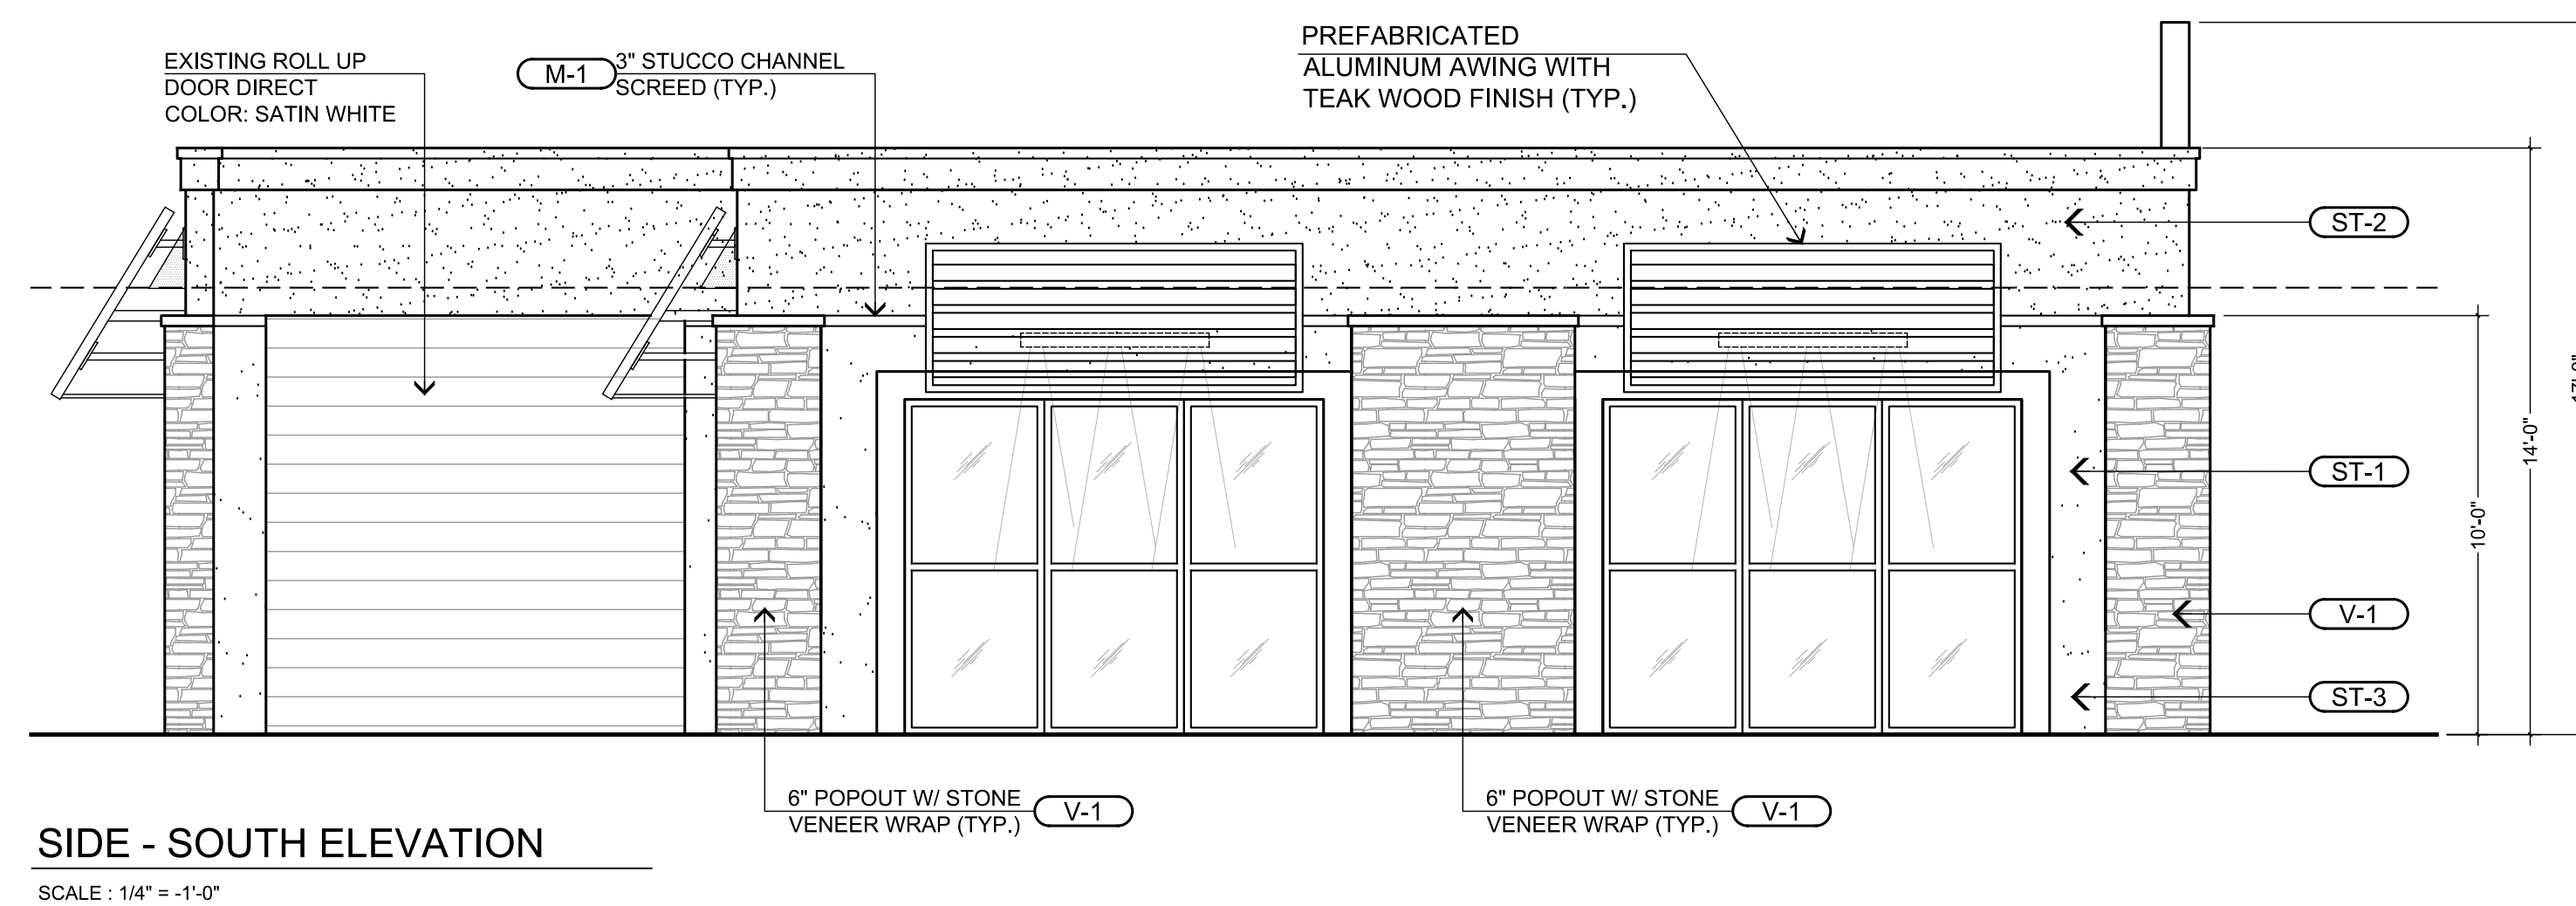 EXISTING ROLL UP
DOOR DIRECT
COLOR: SATIN WHITE
M-1
3" STUCCO CHANNEL
SCREED (TYP.)
PREFABRICATED
ALUMINUM AWING WITH
TEAK WOOD FINISH (TYP.)
ST-2
ST-1
V-1
ST-3
10'-0"
14'-0"
6" POPOUT W/ STONE
VENEER WRAP (TYP.)
V-1
6" POPOUT W/ STONE
VENEER WRAP (TYP.)
V-1
SIDE - SOUTH ELEVATION
SCALE : 1/4" = -1'-0"